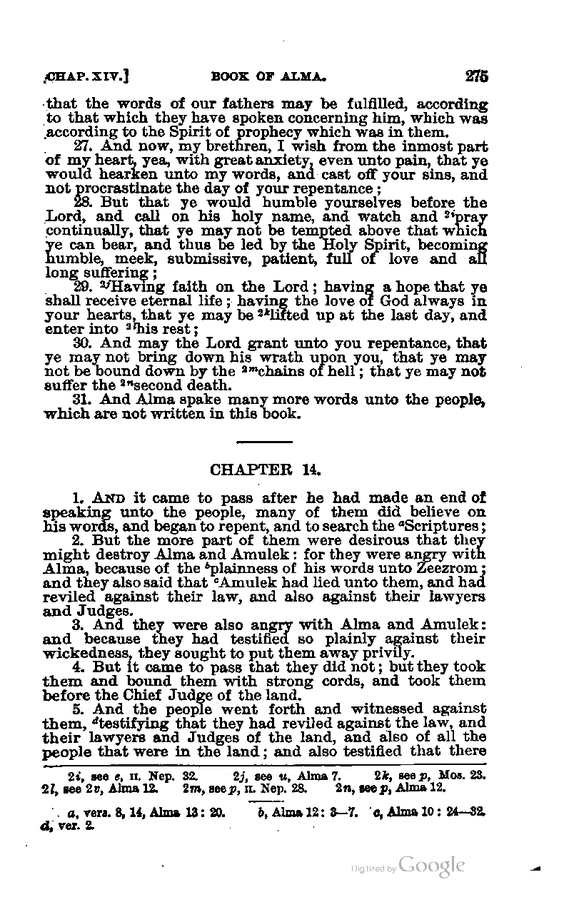 CHAP. XIV.] BOOK OF ALMA. 275
that the words of our fathers may be fulfilled, according
to that which they have spoken concerning him, which was
according to the Spirit of prophecy which was in them.
27. And now, my brethren, I wish from the inmost part
of my heart, yea, with great anxiety, even unto pain, that ye
would hearken unto my words, and cast off your sins, and
not procrastinate the day of your repentance;
28. But that ye would humble yourselves before the
Lord, and call on his holy name, and watch and ²ⁱpray
continually, that ye may not be tempted above that which
ye can bear, and thus be led by the Holy Spirit, becoming
humble, meek, submissive, patient, full of love and all
long suffering;
29. ²ʲHaving faith on the Lord; having a hope that ye
shall receive eternal life; having the love of God always in
your hearts, that ye may be ²ᵏlifted up at the last day, and
enter into ²ˡhis rest;
30. And may the Lord grant unto you repentance, that
ye may not bring down his wrath upon you, that ye may
not be bound down by the ²ᵐchains of hell; that ye may not
suffer the ²ⁿsecond death.
31. And Alma spake many more words unto the people,
which are not written in this book.
CHAPTER 14.
1. AND it came to pass after he had made an end of
speaking unto the people, many of them did believe on
his words, and began to repent, and to search the ᵃScriptures;
2. But the more part of them were desirous that they
might destroy Alma and Amulek: for they were angry with
Alma, because of the ᵇplainness of his words unto Zeezrom;
and they also said that ᶜAmulek had lied unto them, and had
reviled against their law, and also against their lawyers
and Judges.
3. And they were also angry with Alma and Amulek:
and because they had testified so plainly against their
wickedness, they sought to put them away privily.
4. But it came to pass that they did not; but they took
them and bound them with strong cords, and took them
before the Chief Judge of the land.
5. And the people went forth and witnessed against
them, ᵈtestifying that they had reviled against the law, and
their lawyers and Judges of the land, and also of all the
people that were in the land; and also testified that there
2i, see e, II. Nep. 32. 2j, see u, Alma 7. 2k, see p, Mos. 23.
2l, see 2v, Alma 12. 2m, see p, II. Nep. 28. 2n, see p, Alma 12.
a, vers. 8, 14, Alma 13: 20. b, Alma 12: 3—7. c, Alma 10: 24—32.
d, ver. 2.
Digitized by Google